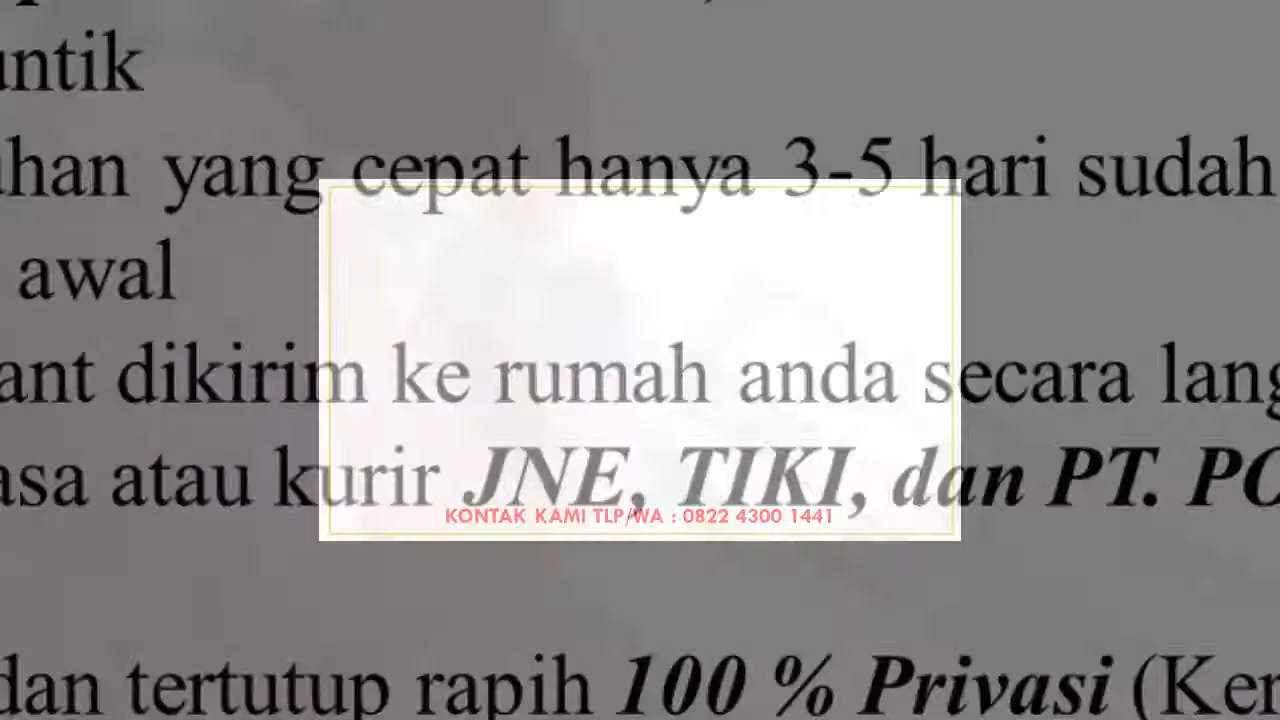 untik
uhan yang cepat hanya 3-5 hari sudah
awal
ant dikirim ke rumah anda secara lang
asa atau kurir JNE, TIKI, dan PT. PO
KONTAK KAMI TLP/WA : 0822 4300 1441
dan tertutup rapih 100 % Privasi (Ker